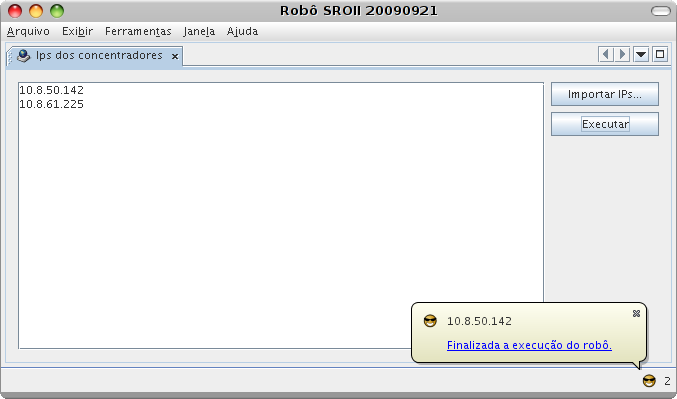 Robô SROII 20090921
Arquivo Exibir Ferramentas Janela Ajuda
Ips dos concentradores
10.8.50.142
10.8.61.225
Importar IPs...
Executar
10.8.50.142
Finalizada a execução do robô.
2